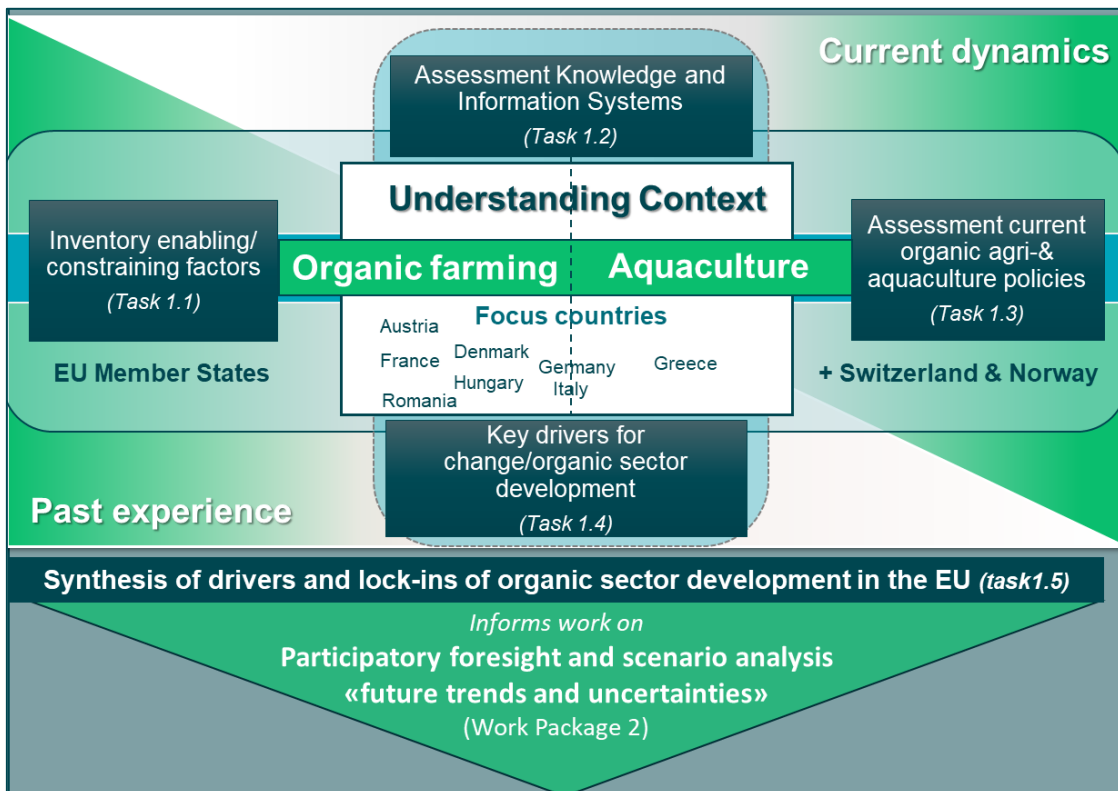 Current dynamics
Assessment Knowledge and
Information Systems
(Task 1.2)
Understanding Context
Inventory enabling/
constraining factors
(Task 1.1)
Organic farming
Aquaculture
Assessment current
organic agri-&
aquaculture policies
(Task 1.3)
Focus countries
Austria
France
Denmark
Germany
Greece
Hungary
Italy
Romania
EU Member States
+ Switzerland & Norway
Key drivers for
change/organic sector
development
(Task 1.4)
Past experience
Synthesis of drivers and lock-ins of organic sector development in the EU (task1.5)
Informs work on
Participatory foresight and scenario analysis
«future trends and uncertainties»
(Work Package 2)